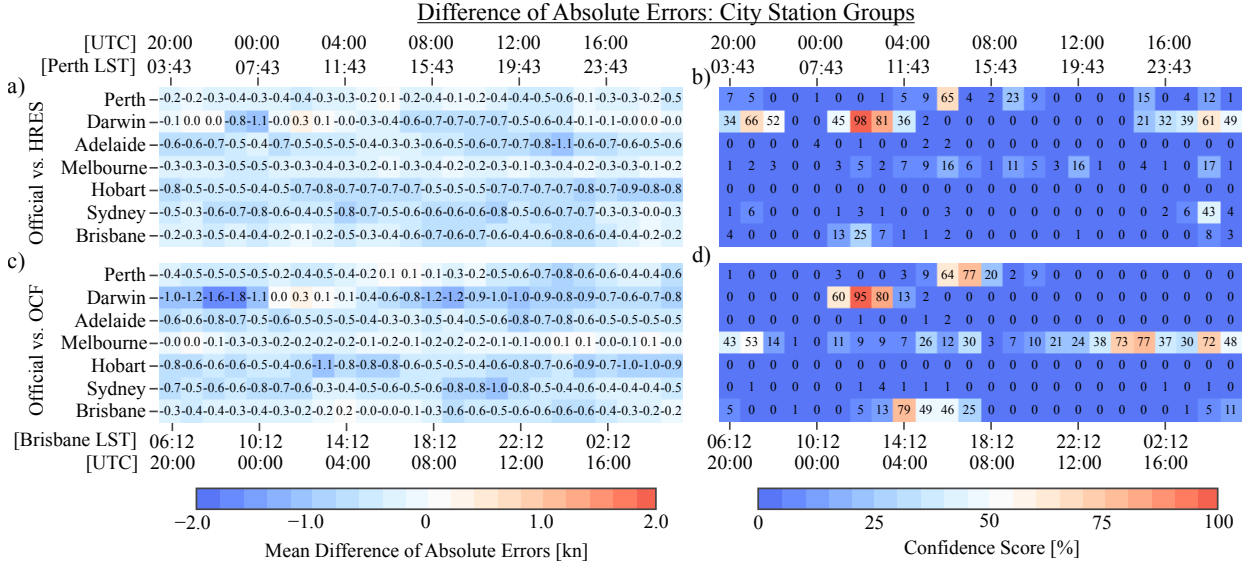 Difference of Absolute Errors: City Station Groups
[UTC] 20:00 00:00 04:00 08:00 12:00 16:00 20:00 00:00 04:00 08:00 12:00 16:00
[Perth LST] 03:43 07:43 11:43 15:43 19:43 23:43 03:43 07:43 11:43 15:43 19:43 23:43
a) b)
Official vs. HRES
Perth -0.2 -0.2 -0.3 -0.4 -0.3 -0.4 -0.4 -0.3 -0.3 -0.2 0.1 -0.2 -0.4 -0.1 -0.2 -0.4 -0.4 -0.5 -0.6 -0.1 -0.3 -0.3 -0.2 -0.5 7 5 0 0 1 0 0 1 5 9 65 4 2 23 9 0 0 0 0 15 0 4 12 1
Darwin -0.1 0.0 0.0 -0.8 -1.1 -0.0 0.3 0.1 -0.0 -0.3 -0.4 -0.6 -0.7 -0.7 -0.7 -0.7 -0.5 -0.4 -0.1 -0.2 -0.1 -0.0 0.0 -0.0 34 66 52 0 0 45 98 81 36 2 0 0 0 0 0 0 0 0 0 21 32 39 61 49
Adelaide -0.6 -0.6 -0.7 -0.5 -0.4 -0.7 -0.5 -0.5 -0.5 -0.4 -0.4 -0.3 -0.3 -0.6 -0.7 -0.6 -0.7 -0.8 -1.1 -0.6 -0.7 -0.6 -0.5 -0.6 0 0 0 0 4 0 1 0 0 2 2 0 0 0 0 0 0 0 0 0 0 0 0 0
Melbourne -0.3 -0.3 -0.3 -0.5 -0.5 -0.3 -0.3 -0.4 -0.3 -0.2 -0.1 -0.3 -0.4 -0.2 -0.3 -0.3 -0.1 -0.3 -0.4 -0.2 -0.3 -0.3 -0.1 -0.2 1 2 3 0 0 3 5 2 7 9 16 6 1 11 5 3 16 1 0 4 1 0 17 1
Hobart -0.8 -0.5 -0.5 -0.5 -0.4 -0.5 -0.7 -0.8 -0.7 -0.7 -0.7 -0.7 -0.5 -0.5 -0.7 -0.7 -0.7 -0.7 -0.6 -0.8 -0.7 -0.9 -0.8 -0.8 0 0 0 0 0 0 0 0 0 0 0 0 0 0 0 0 0 0 0 0 0 0 0 0
Sydney -0.5 -0.3 -0.6 -0.7 -0.8 -0.6 -0.4 -0.5 -0.8 -0.7 -0.5 -0.6 -0.6 -0.6 -0.6 -0.8 -0.5 -0.6 -0.7 -0.7 -0.3 -0.3 -0.0 -0.3 2 6 0 0 0 1 3 1 0 0 3 0 0 0 0 0 0 0 0 0 2 6 43 4
Brisbane -0.2 -0.3 -0.5 -0.4 -0.4 -0.2 -0.1 -0.2 -0.5 -0.3 -0.4 -0.6 -0.7 -0.6 -0.7 -0.6 -0.4 -0.5 -0.6 -0.4 -0.4 -0.3 -0.2 -0.2 4 0 0 0 0 13 25 7 1 1 2 0 0 0 0 0 1 0 0 0 0 0 8 3
c) d)
Official vs. OCF
Perth -0.4 -0.5 -0.5 -0.5 -0.5 -0.2 -0.4 -0.5 -0.4 -0.2 0.1 0.1 -0.1 -0.3 -0.2 -0.5 -0.6 -0.7 -0.8 -0.6 -0.6 -0.4 -0.4 -0.6 1 0 0 0 0 3 0 0 3 9 64 77 20 2 9 0 0 0 0 0 0 0 0 0
Darwin -1.0 -1.2 -1.6 -1.8 -1.1 0.0 0.3 0.1 -0.1 -0.4 -0.6 -0.8 -1.2 -1.2 -0.9 -1.0 -1.0 -0.9 -0.8 -0.9 -0.7 -0.6 -0.7 -0.8 0 0 0 0 0 60 95 80 13 2 0 0 0 0 0 0 0 0 0 0 0 0 0 0
Adelaide -0.6 -0.6 -0.8 -0.7 -0.5 -0.6 -0.5 -0.5 -0.5 -0.4 -0.3 -0.3 -0.5 -0.4 -0.5 -0.6 -0.8 -0.7 -0.8 -0.6 -0.5 -0.5 -0.5 -0.5 0 0 0 0 0 0 1 0 0 1 2 0 0 0 0 0 0 0 0 0 0 0 0 0
Melbourne -0.0 0.0 -0.1 -0.3 -0.3 -0.2 -0.2 -0.2 -0.2 -0.1 -0.2 -0.1 -0.2 -0.2 -0.2 -0.1 -0.1 -0.0 0.1 0.1 -0.0 -0.1 0.1 -0.0 43 53 14 1 0 11 9 9 7 26 12 30 3 7 10 21 24 38 73 77 37 30 72 48
Hobart -0.8 -0.6 -0.6 -0.6 -0.5 -0.4 -0.6 -1.1 -0.8 -0.8 -0.8 -0.6 -0.6 -0.6 -0.5 -0.6 -0.7 -0.7 -0.6 -0.9 -0.7 -1.0 -1.0 -0.9 0 0 0 0 0 0 0 0 0 0 0 0 0 0 0 0 0 0 0 0 0 0 0 0
Sydney -0.7 -0.5 -0.6 -0.6 -0.8 -0.7 -0.6 -0.3 -0.4 -0.5 -0.6 -0.5 -0.6 -0.8 -0.8 -1.0 -0.8 -0.5 -0.4 -0.6 -0.4 -0.4 -0.4 -0.5 0 1 0 0 0 0 1 4 1 1 1 0 0 0 0 0 0 0 0 0 1 0 1 0
Brisbane -0.3 -0.4 -0.4 -0.3 -0.4 -0.3 -0.2 -0.2 0.2 -0.0 -0.0 -0.1 -0.3 -0.6 -0.6 -0.5 -0.6 -0.6 -0.6 -0.6 -0.4 -0.3 -0.2 -0.2 5 0 0 1 0 0 5 13 79 49 46 25 0 0 0 0 0 0 0 0 0 1 5 11
[Brisbane LST] 06:12 10:12 14:12 18:12 22:12 02:12 06:12 10:12 14:12 18:12 22:12 02:12
[UTC] 20:00 00:00 04:00 08:00 12:00 16:00 20:00 00:00 04:00 08:00 12:00 16:00
−2.0 −1.0 0 1.0 2.0 0 25 50 75 100
Mean Difference of Absolute Errors [kn] Confidence Score [%]